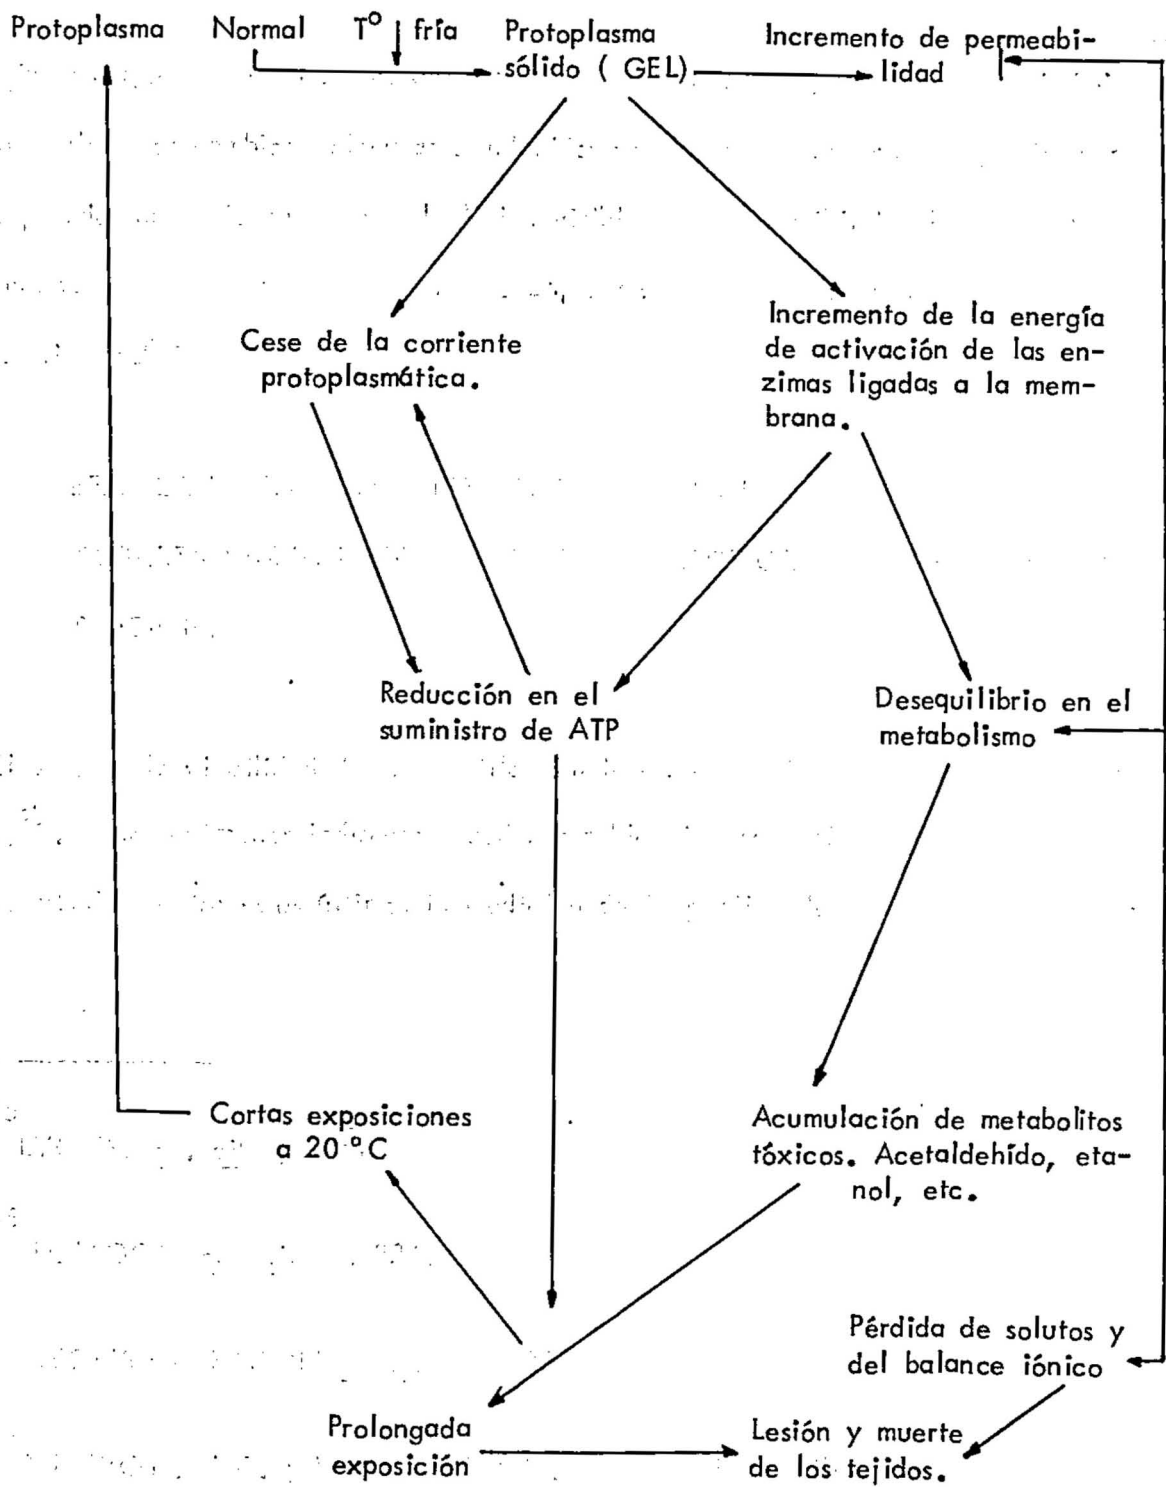 Protoplasma Normal Tº fría
Protoplasma
sólido ( GEL)
Incremento de permeabi-
lidad
Cese de la corriente
protoplasmática.
Incremento de la energía
de activación de las en-
zimas ligadas a la mem-
brana.
Reducción en el
suministro de ATP
Desequilibrio en el
metabolismo
Cortas exposiciones
a 20 ºC
Acumulación de metabolitos
tóxicos. Acetaldehído, eta-
nol, etc.
Pérdida de solutos y
del balance iónico
Prolongada
exposición
Lesión y muerte
de los tejidos.